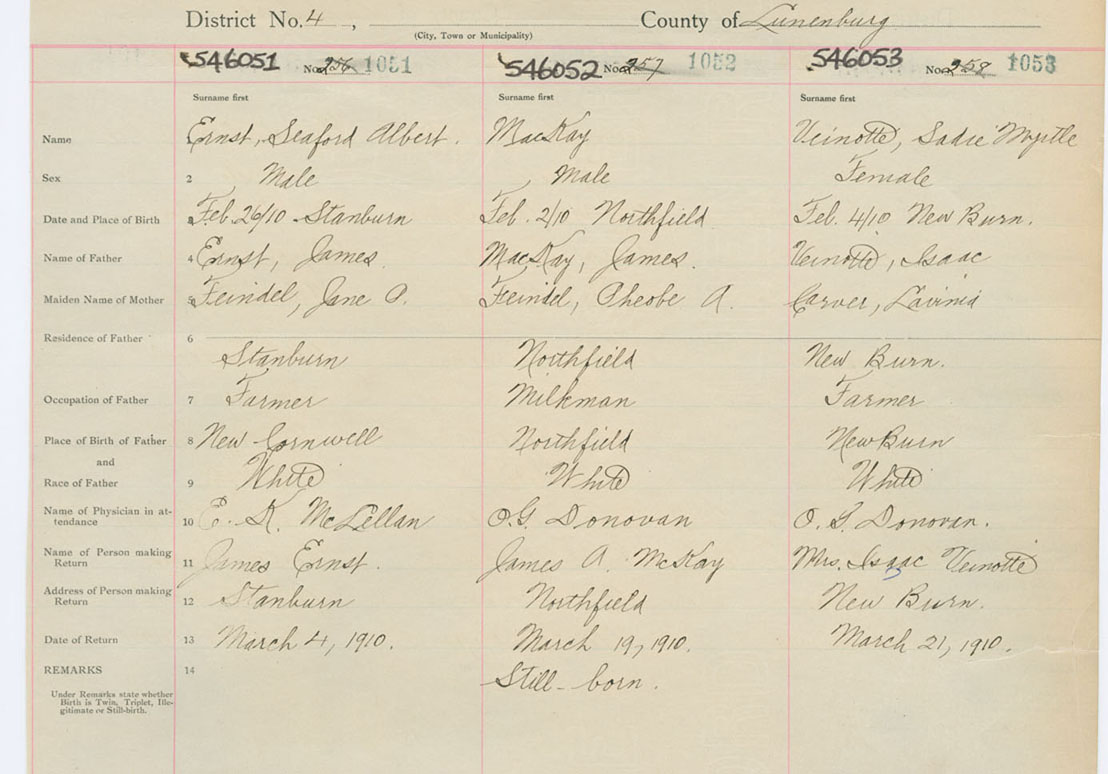 District No. 4, County of Lunenburg
(City, Town or Municipality)
546051 No. 256 1051 546052 No. 257 1052 546053 No. 258 1053
Surname first Surname first Surname first
Name Ernst, Seaford Albert. MacKay Veinotte, Sadie Myrtle
Sex 2 Male Male Female
Date and Place of Birth 3 Feb. 26/10 Stanburn Feb. 2/10 Northfield Feb. 4/10 New Burn.
Name of Father 4 Ernst, James. MacKay, James. Veinotte, Isaac
Maiden Name of Mother 5 Feindel, Jane O. Feindel, Pheobe A. Carver, Lavinia
Residence of Father 6
Stanburn Northfield New Burn.
Occupation of Father 7 Farmer Milkman Farmer
Place of Birth of Father 8 New Cornwell Northfield New Burn
and
Race of Father 9 White White White
Name of Physician in at-
tendance 10 E. K. McLellan O.G. Donovan O. G. Donovan.
Name of Person making
Return 11 James Ernst. James A. McKay Mrs. Isaac Veinotte
Address of Person making
Return 12 Stanburn Northfield New Burn.
Date of Return 13 March 4, 1910. March 19, 1910. March 21, 1910.
REMARKS 14 Still-born.
Under Remarks state whether
Birth is Twin, Triplet, Ille-
gitimate or Still-birth.